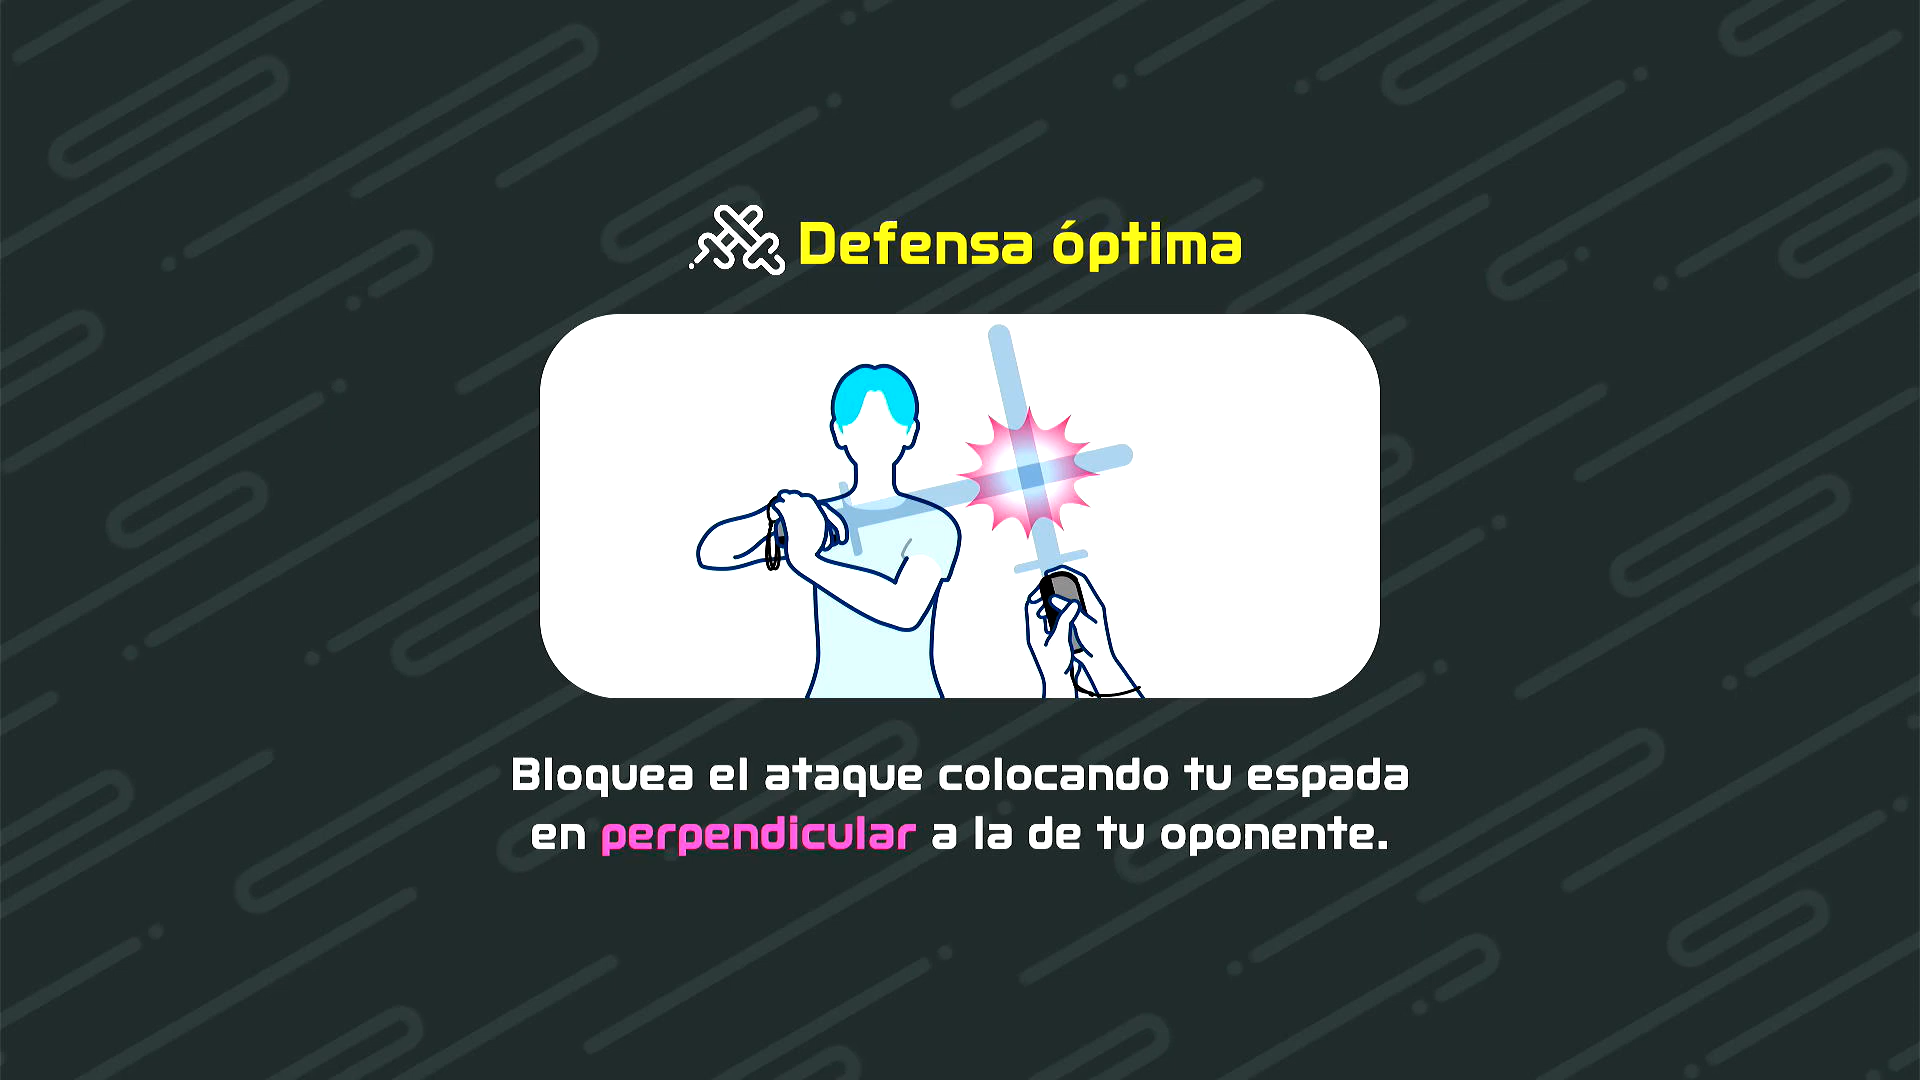 Defensa óptima
Bloquea el ataque colocando tu espada
en perpendicular a la de tu oponente.